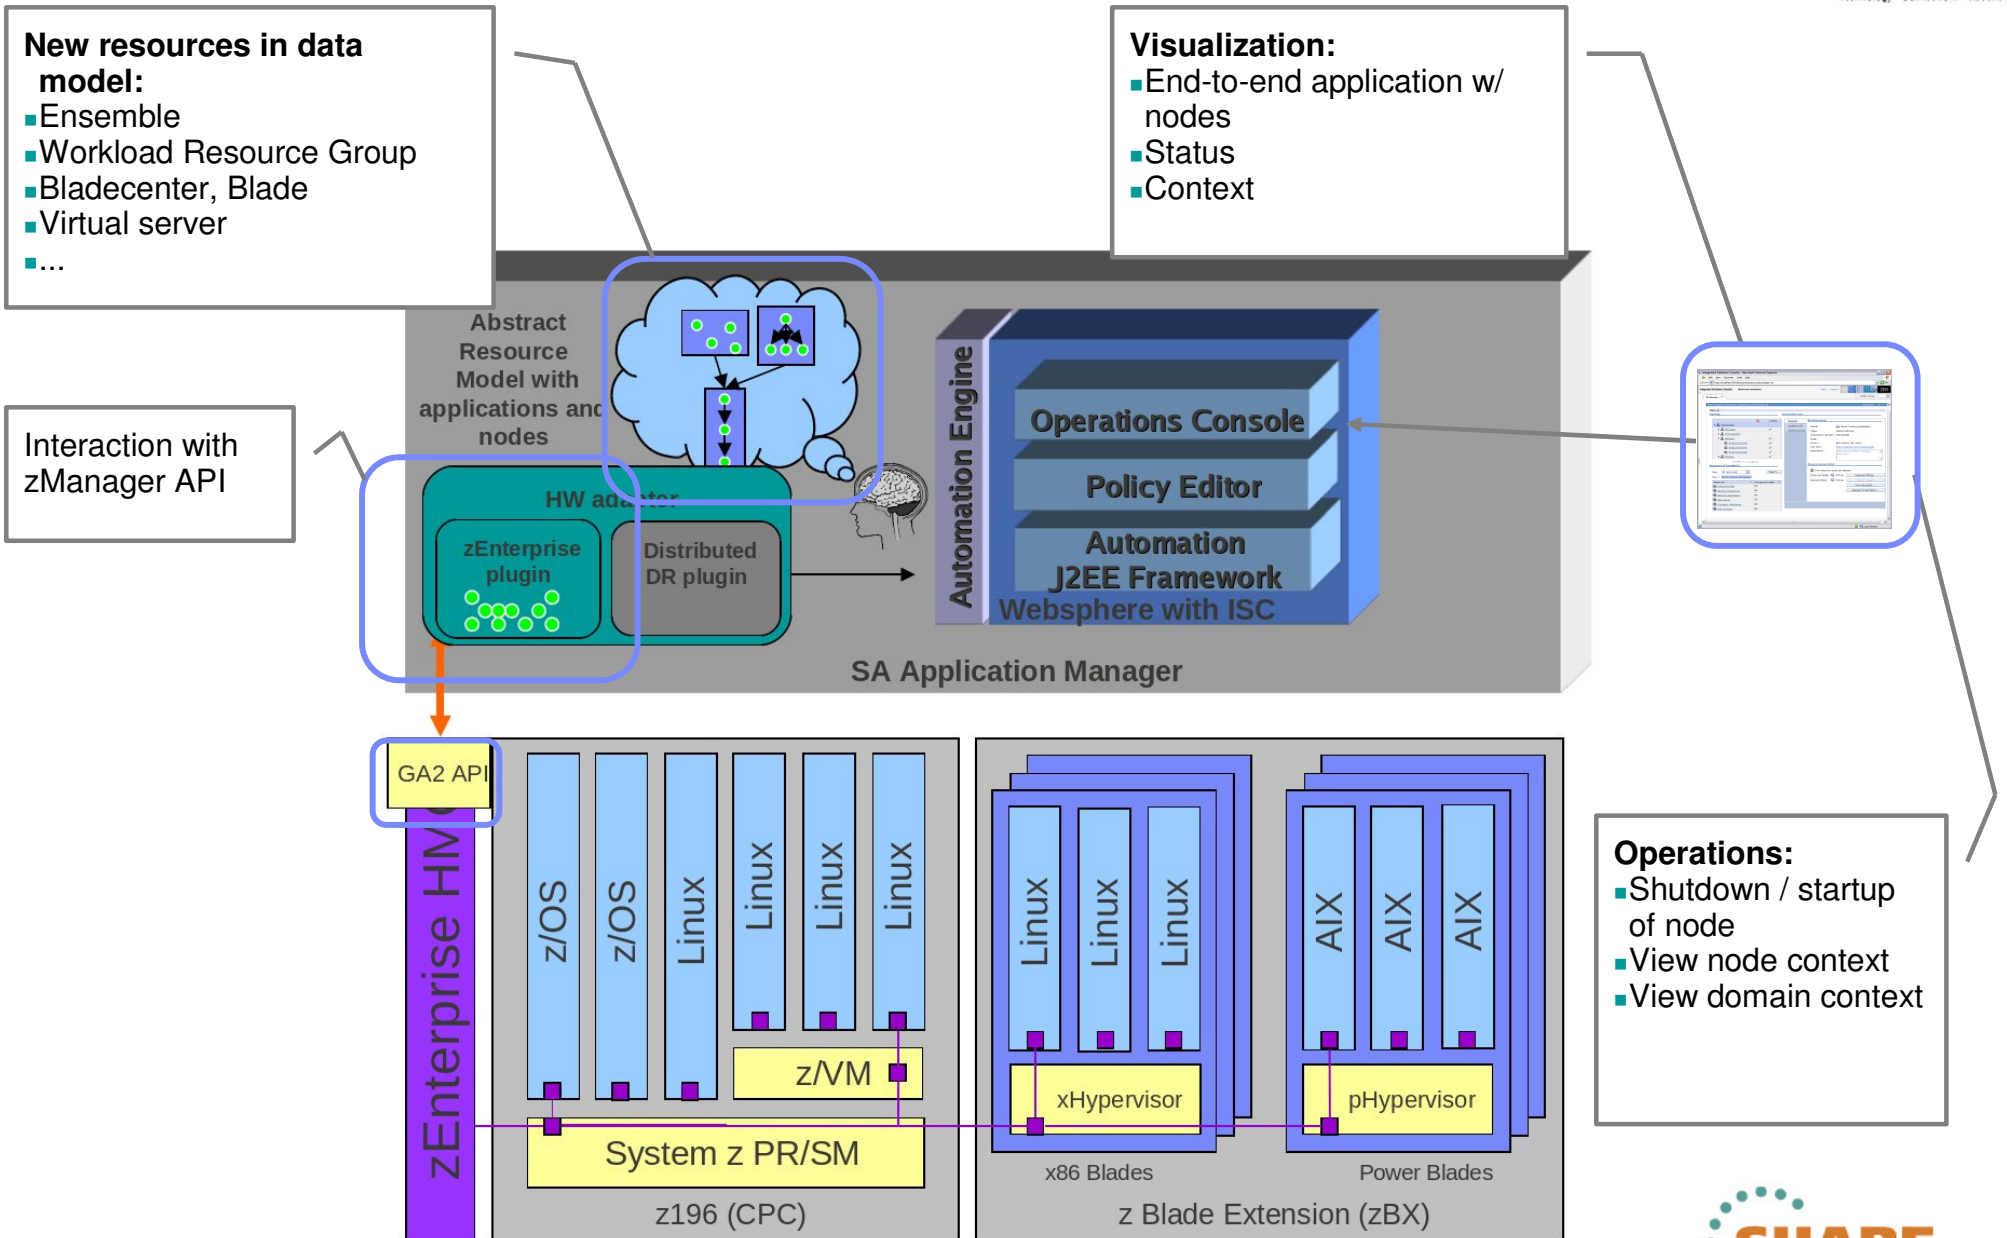 New resources in data
model:
Ensemble
Workload Resource Group
Bladecenter, Blade
Virtual server
...
Visualization:
End-to-end application w/
nodes
Status
Context
Interaction with
zManager API
Abstract
Resource
Model with
applications and
nodes
HW adaptor
zEnterprise
plugin
Distributed
DR plugin
Automation Engine
Operations Console
Policy Editor
Automation
J2EE Framework
Websphere with ISC
SA Application Manager
GA2 API
zEnterprise HMC
z/OS
z/OS
Linux
Linux
Linux
Linux
z/VM
System z PR/SM
z196 (CPC)
Linux
Linux
Linux
xHypervisor
x86 Blades
AIX
AIX
AIX
pHypervisor
Power Blades
z Blade Extension (zBX)
Operations:
Shutdown / startup
of node
View node context
View domain context
SHARE